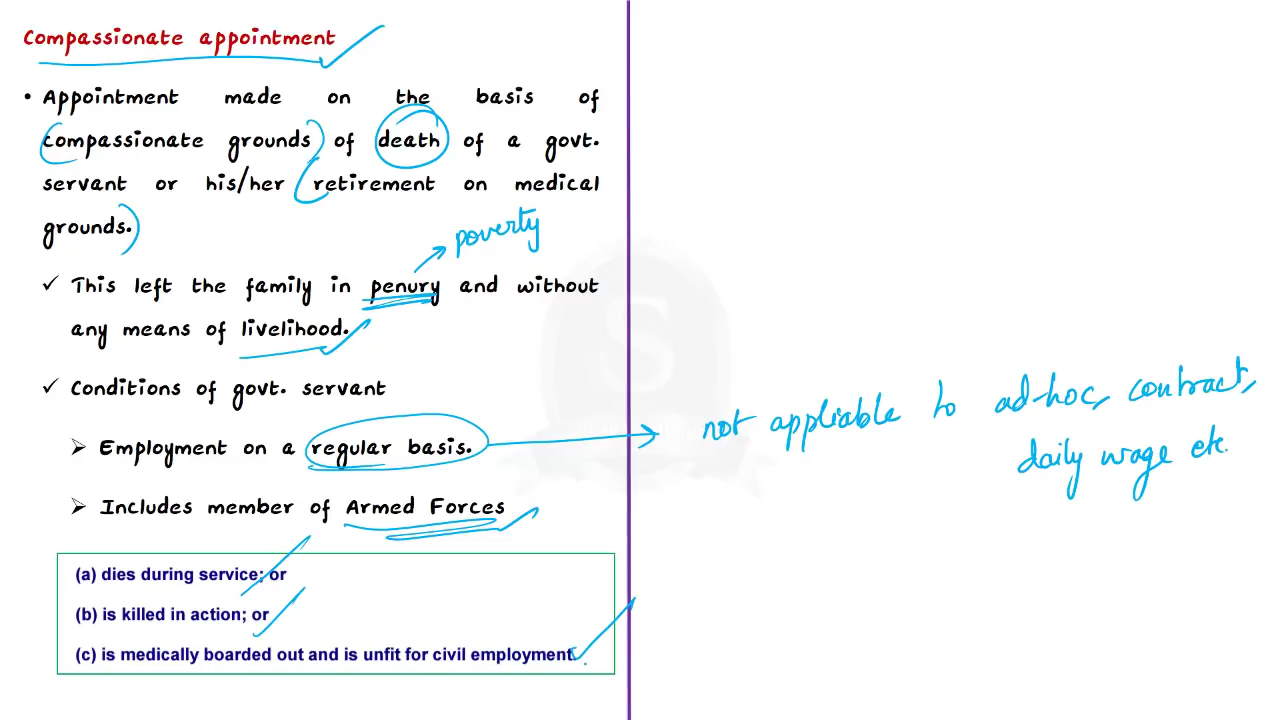 Compassionate appointment
• Appointment made on the basis of
compassionate grounds of death of a govt.
servant or his/her retirement on medical
grounds.
poverty
✓ This left the family in penury and without
any means of livelihood.
✓ Conditions of govt. servant
➢ Employment on a regular basis.
not appliable to ad-hoc, contract,
daily wage etc.
➢ Includes member of Armed Forces
(a) dies during service; or
(b) is killed in action; or
(c) is medically boarded out and is unfit for civil employment